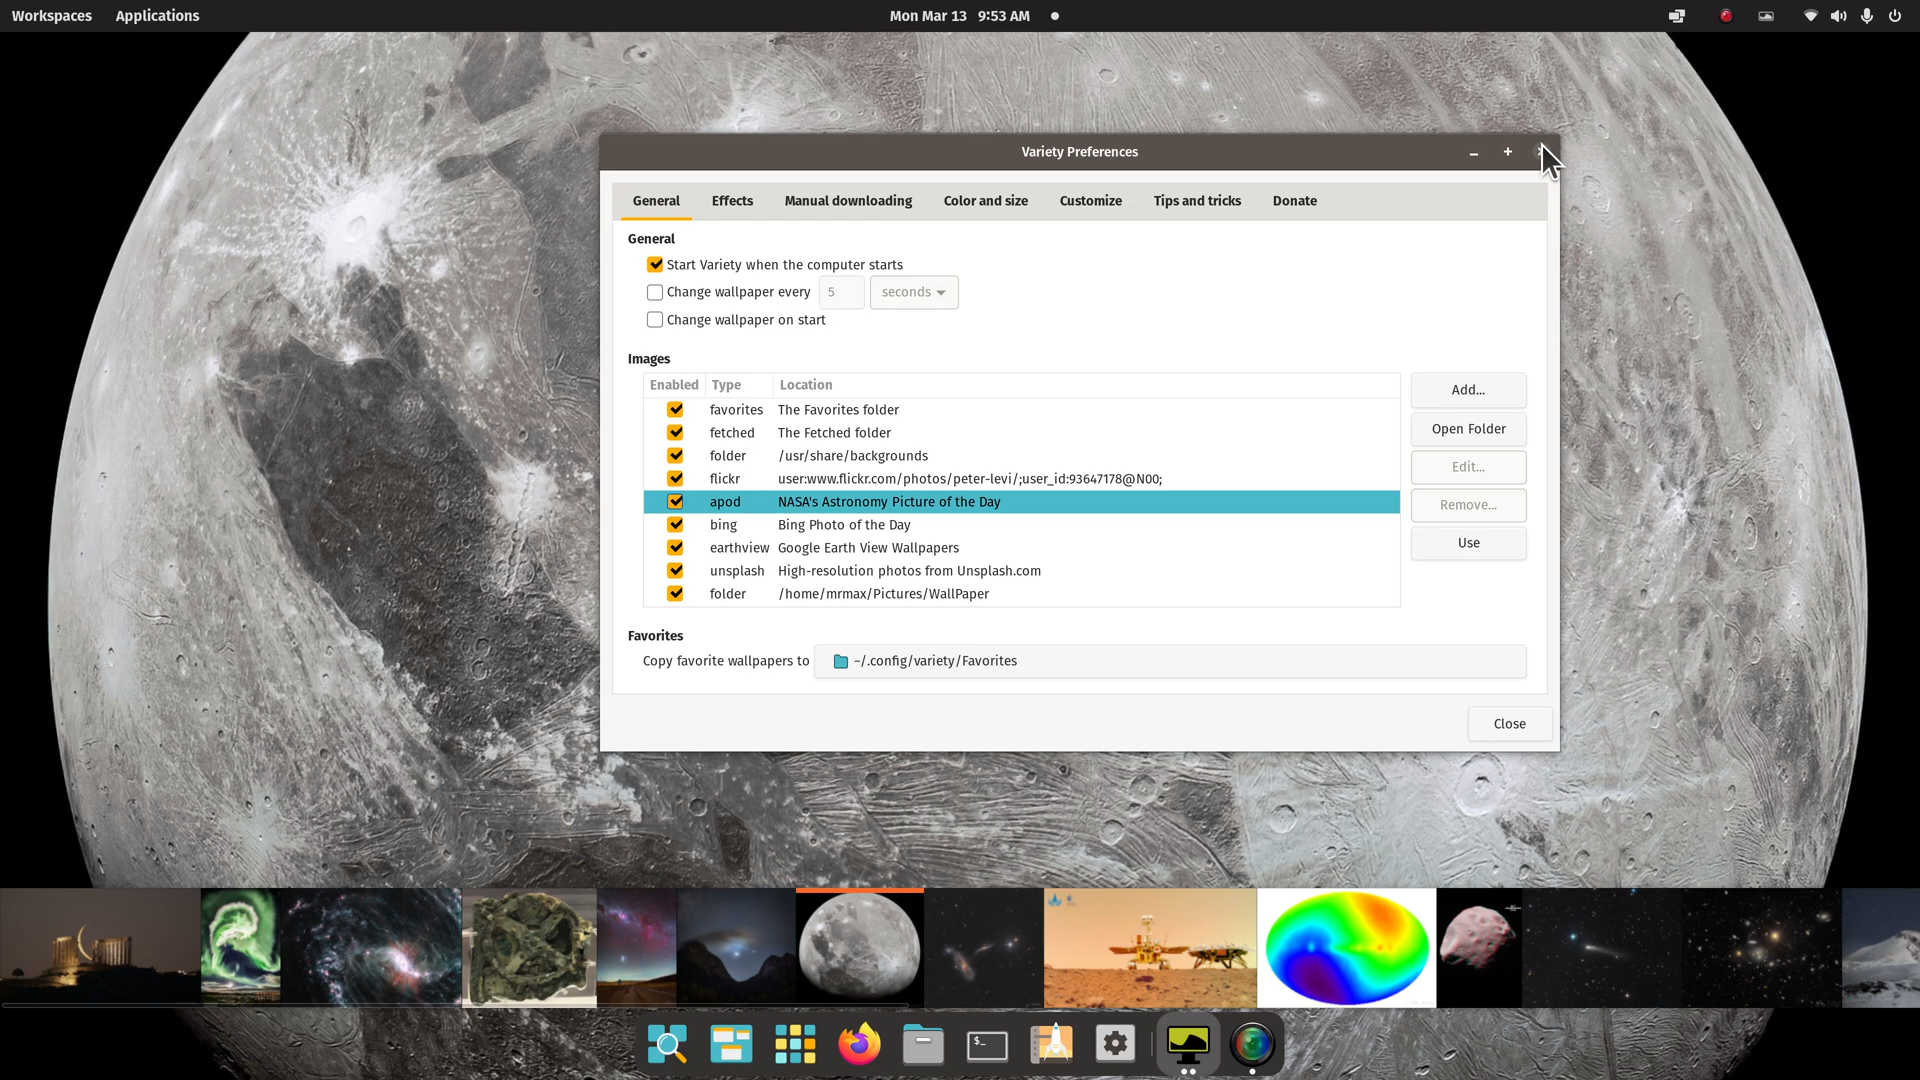 Workspaces Applications Mon Mar 13 9:53 AM
Variety Preferences
General Effects Manual downloading Color and size Customize Tips and tricks Donate
General
Start Variety when the computer starts
Change wallpaper every 5 seconds
Change wallpaper on start
Images
Enabled Type Location
favorites The Favorites folder
fetched The Fetched folder
folder /usr/share/backgrounds
flickr user:www.flickr.com/photos/peter-levi/;user_id:93647178@N00;
apod NASA's Astronomy Picture of the Day
bing Bing Photo of the Day
earthview Google Earth View Wallpapers
unsplash High-resolution photos from Unsplash.com
folder /home/mrmax/Pictures/WallPaper
Add...
Open Folder
Edit...
Remove...
Use
Favorites
Copy favorite wallpapers to ~/.config/variety/Favorites
Close
$_